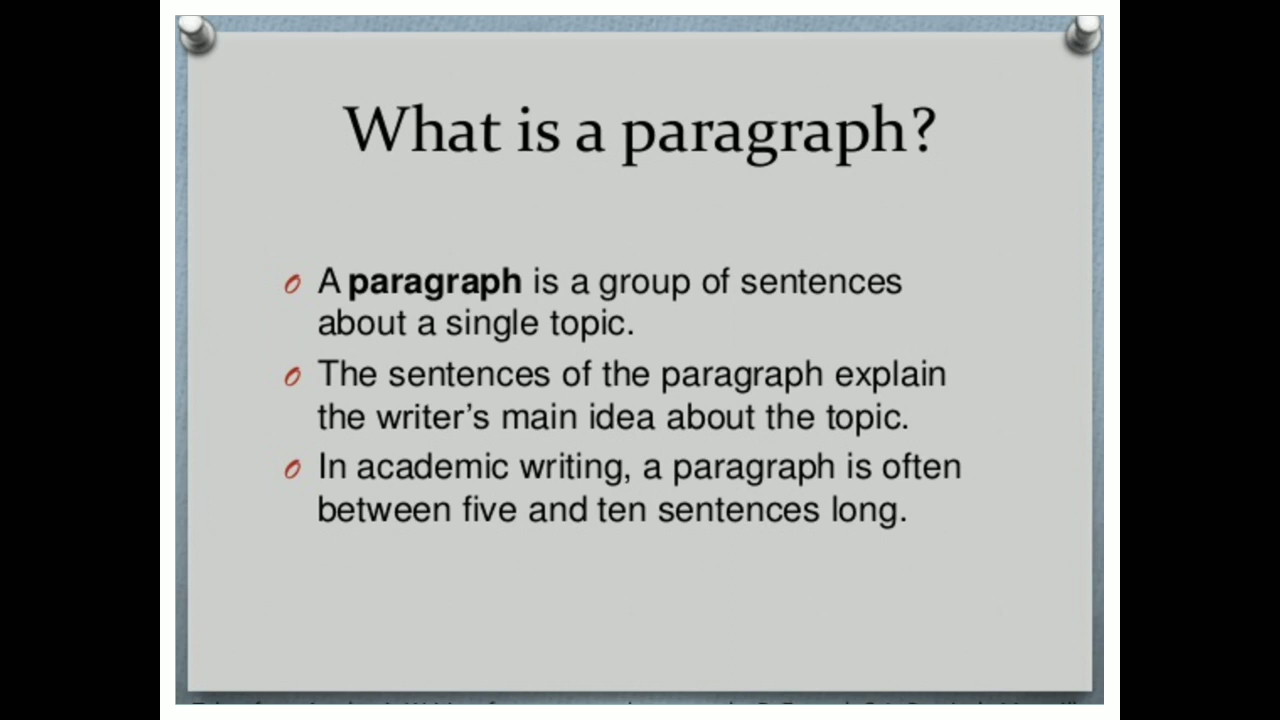 What is a paragraph?
A paragraph is a group of sentences
about a single topic.
The sentences of the paragraph explain
the writer's main idea about the topic.
In academic writing, a paragraph is often
between five and ten sentences long.